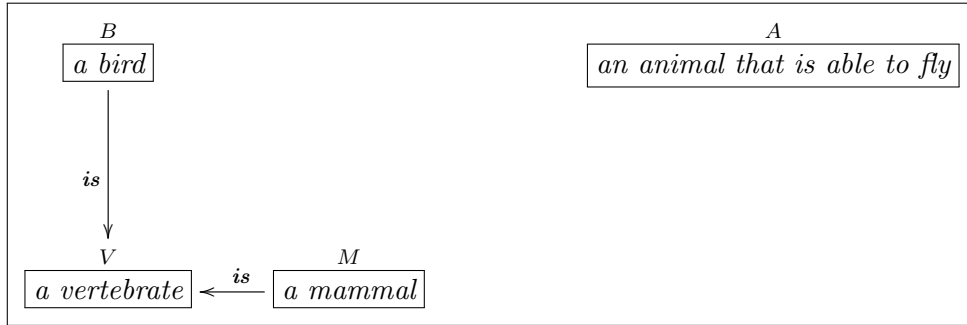 B
a bird
A
an animal that is able to fly
is
V
a vertebrate
is
M
a mammal